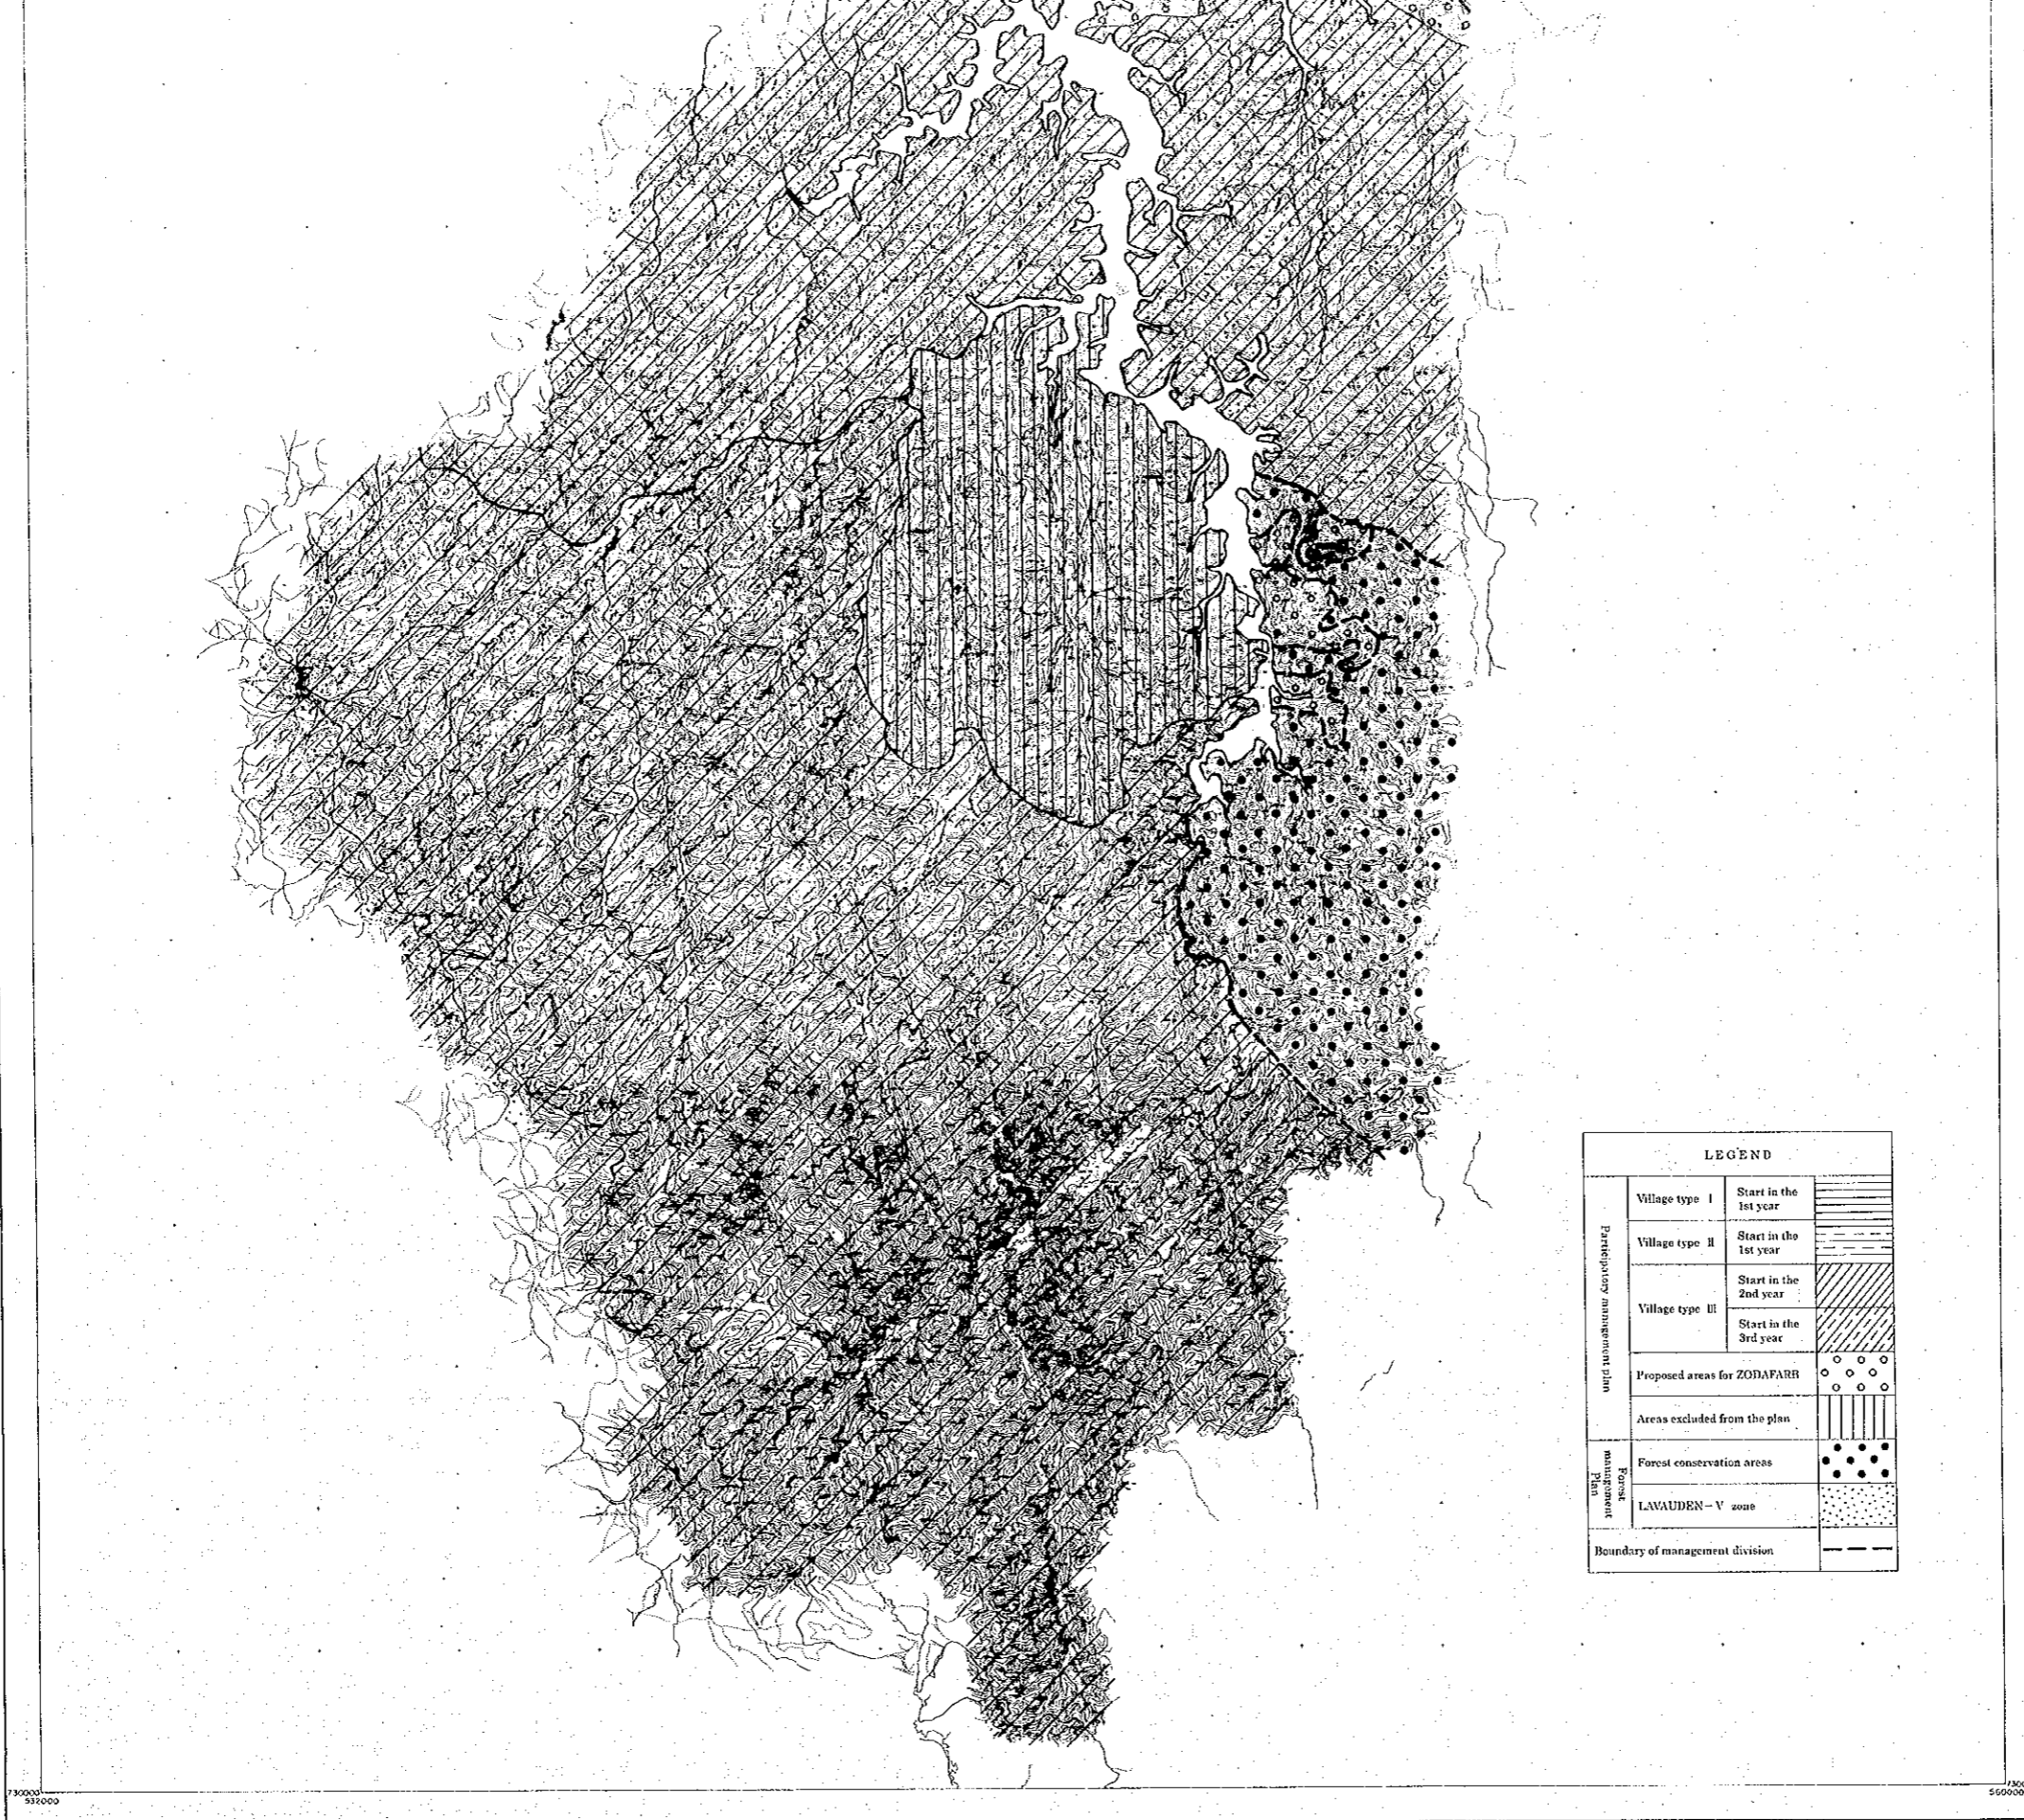 LEGEND
Participatory management plan
Village type I
Start in the
1st year
Village type II
Start in the
1st year
Village type III
Start in the
2nd year
Start in the
3rd year
Proposed areas for ZODAFARB
Areas excluded from the plan
Forest
management
Plan
Forest conservation areas
LAVAUDEN-V zone
Boundary of management division
730000
532000
560000